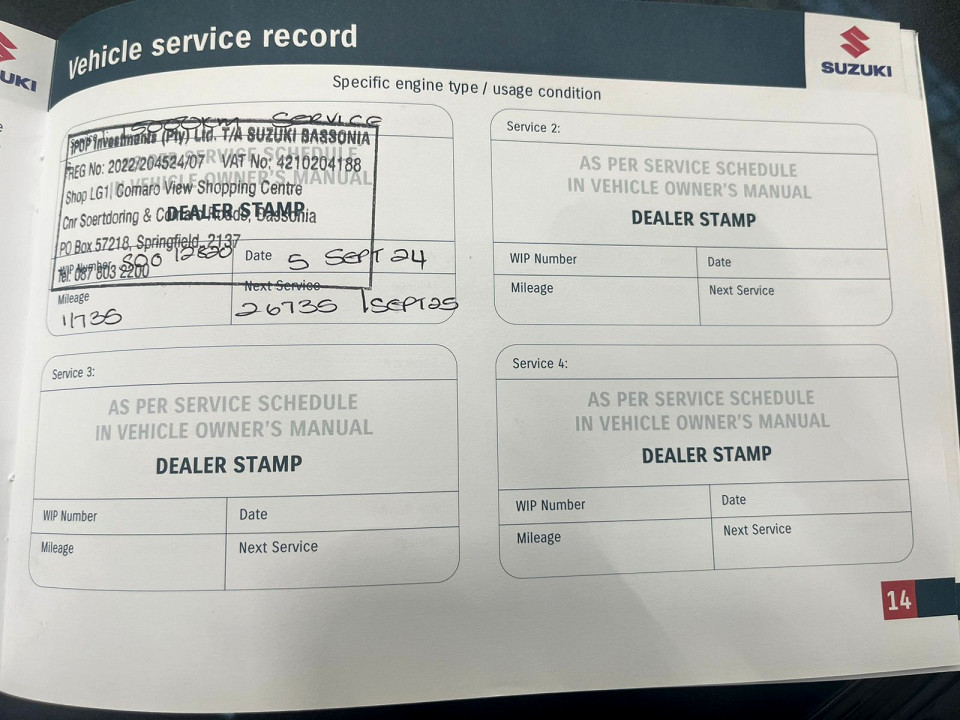 UKI
Vehicle service record
SUZUKI
Specific engine type / usage condition
15000KM SERVICE
Investments (Pty) Ltd. T/A SUZUKI BASSONIA
REG No: 2022/204524/07 VAT No: 4210204188
AS PER SERVICE SCHEDULE
IN VEHICLE OWNER'S MANUAL
Shop LG1, Comaro View Shopping Centre
DEALER STAMP
Cnr Soertdoring & Comaro Roads, Bassonia
PO Box 57218, Springfield, 2137
Tel: 087 803 2200
WIP Number SOO 12820
Date 5 SEPT 24
Mileage
11735
Next Service
26735 1 SEPT 25
Service 2:
AS PER SERVICE SCHEDULE
IN VEHICLE OWNER'S MANUAL
DEALER STAMP
WIP Number
Date
Mileage
Next Service
Service 3:
AS PER SERVICE SCHEDULE
IN VEHICLE OWNER'S MANUAL
DEALER STAMP
WIP Number
Date
Mileage
Next Service
Service 4:
AS PER SERVICE SCHEDULE
IN VEHICLE OWNER'S MANUAL
DEALER STAMP
WIP Number
Date
Mileage
Next Service
14